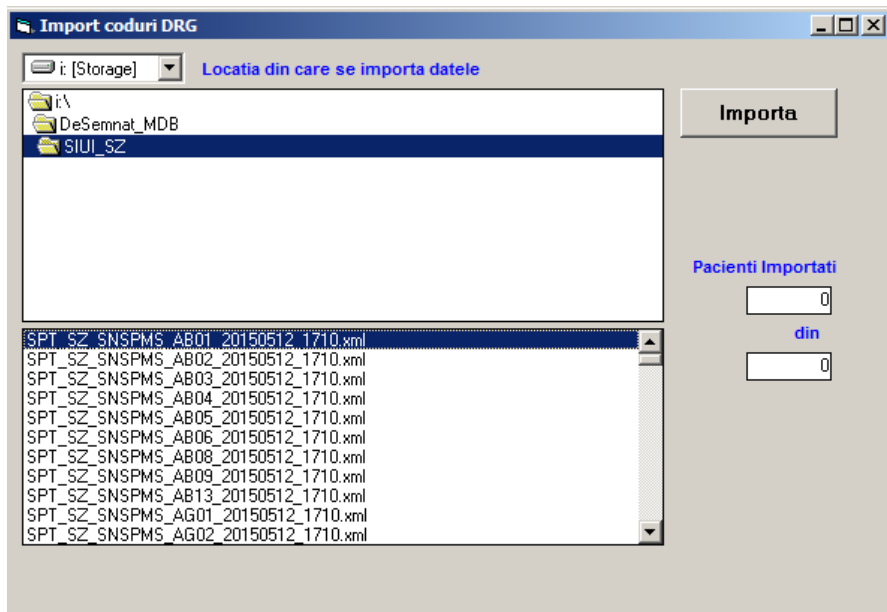 Import coduri DRG
i: [Storage]
Locatia din care se importa datele
i:\
DeSemnat_MDB
SIUI_SZ
Importa
Pacienti Importati
0
din
0
SPT_SZ_SNSPMS_AB01_20150512_1710.xml
SPT_SZ_SNSPMS_AB02_20150512_1710.xml
SPT_SZ_SNSPMS_AB03_20150512_1710.xml
SPT_SZ_SNSPMS_AB04_20150512_1710.xml
SPT_SZ_SNSPMS_AB05_20150512_1710.xml
SPT_SZ_SNSPMS_AB06_20150512_1710.xml
SPT_SZ_SNSPMS_AB08_20150512_1710.xml
SPT_SZ_SNSPMS_AB09_20150512_1710.xml
SPT_SZ_SNSPMS_AB13_20150512_1710.xml
SPT_SZ_SNSPMS_AG01_20150512_1710.xml
SPT_SZ_SNSPMS_AG02_20150512_1710.xml